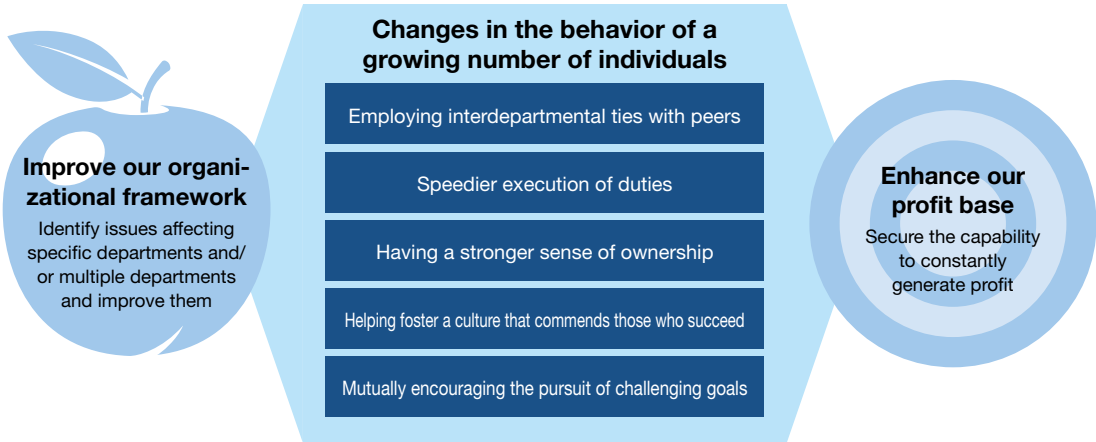 Improve our organi-
zational framework
Identify issues affecting
specific departments and/
or multiple departments
and improve them
Changes in the behavior of a
growing number of individuals
Employing interdepartmental ties with peers
Speedier execution of duties
Having a stronger sense of ownership
Helping foster a culture that commends those who succeed
Mutually encouraging the pursuit of challenging goals
Enhance our
profit base
Secure the capability
to constantly
generate profit